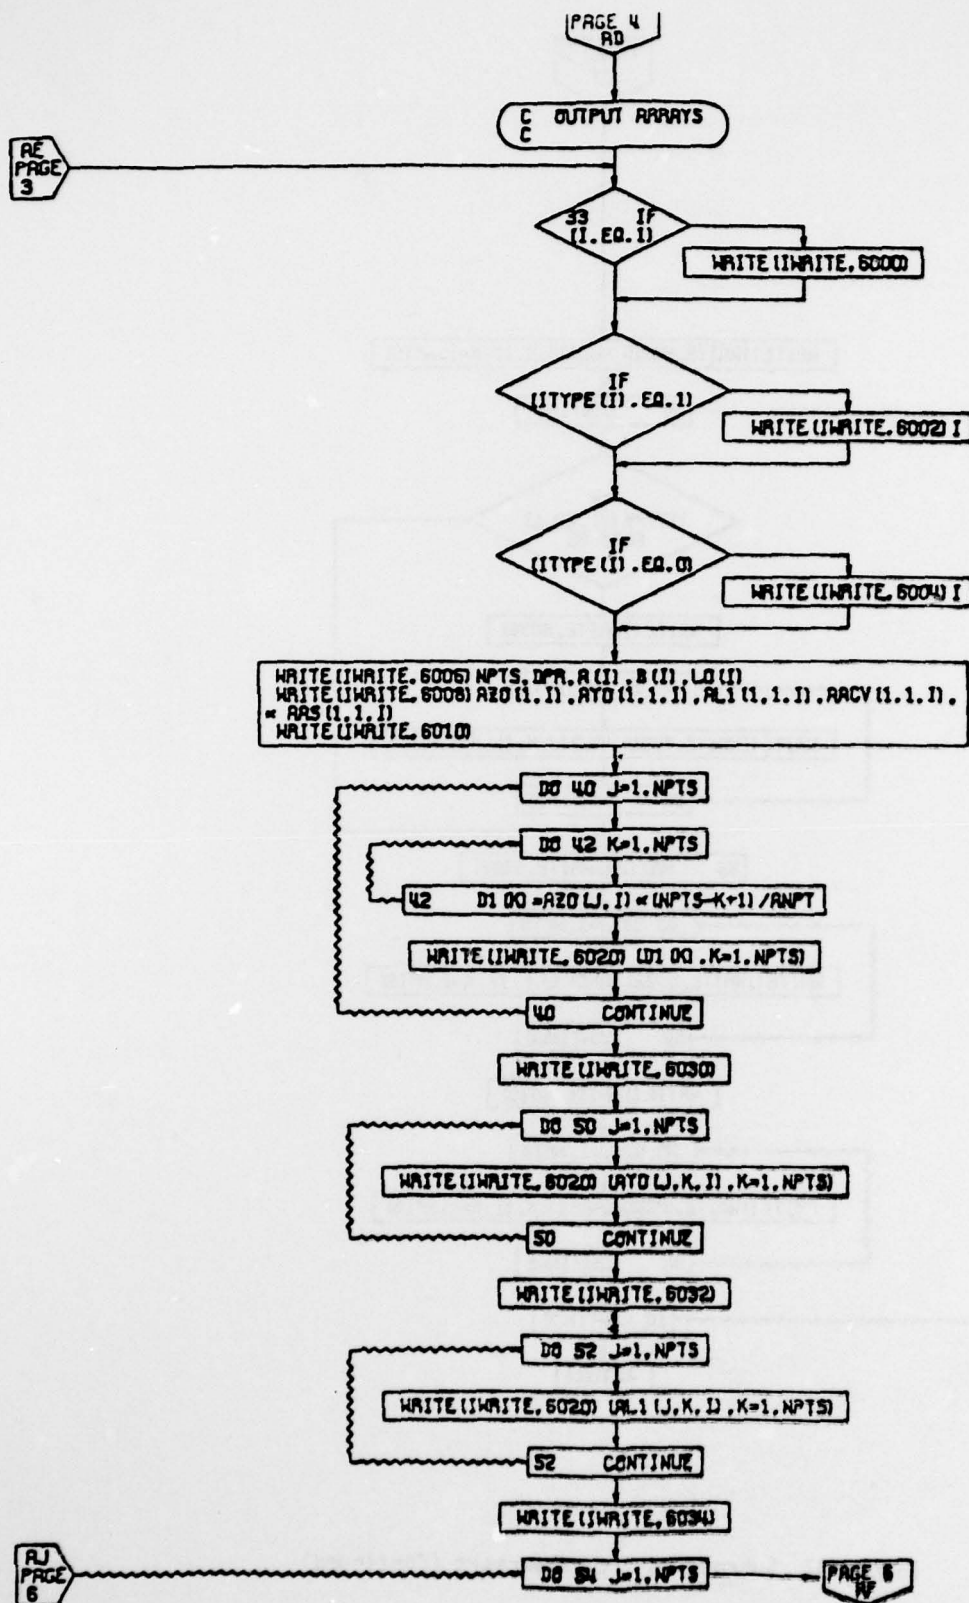 PAGE 4
AD
C OUTPUT ARRAYS
C
AE
PAGE
3
33 IF
(I.EQ.1)
WRITE(IWRITE,6000)
IF
(ITYPE(I).EQ.1)
WRITE(IWRITE,6002) I
IF
(ITYPE(I).EQ.0)
WRITE(IWRITE,6004) I
WRITE(IWRITE,6006) NPTS,DPR,A(I),B(I),LO(I)
WRITE(IWRITE,6008) AZO(1,I),AYO(1,1,I),AL1(1,1,I),AACV(1,1,I),
* AAS(1,1,I)
WRITE(IWRITE,6010)
DO 40 J=1,NPTS
DO 42 K=1,NPTS
42 D1(K)=AZO(J,I)*(NPTS-K+1)/ANPT
WRITE(IWRITE,6020) (D1(K),K=1,NPTS)
40 CONTINUE
WRITE(IWRITE,6030)
DO 50 J=1,NPTS
WRITE(IWRITE,6020) (AYO(J,K,I),K=1,NPTS)
50 CONTINUE
WRITE(IWRITE,6032)
DO 52 J=1,NPTS
WRITE(IWRITE,6020) (AL1(J,K,I),K=1,NPTS)
52 CONTINUE
WRITE(IWRITE,6034)
AJ
PAGE
6
DO 54 J=1,NPTS
PAGE 6
AF